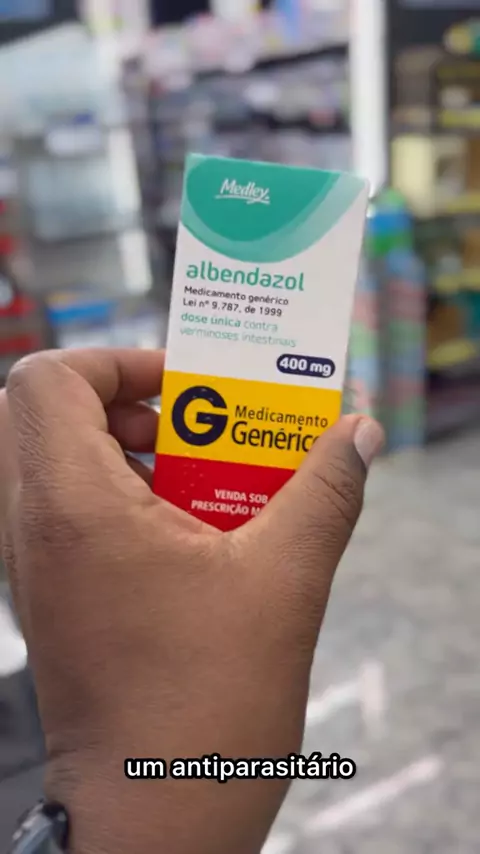 Medley.
albendazol
Medicamento genérico
Lei nº 9.787, de 1999
dose única contra
verminoses intestinais
400 mg
G
Medicamento
Genérico
VENDA SOB
PRESCRIÇÃO
um antiparasitário